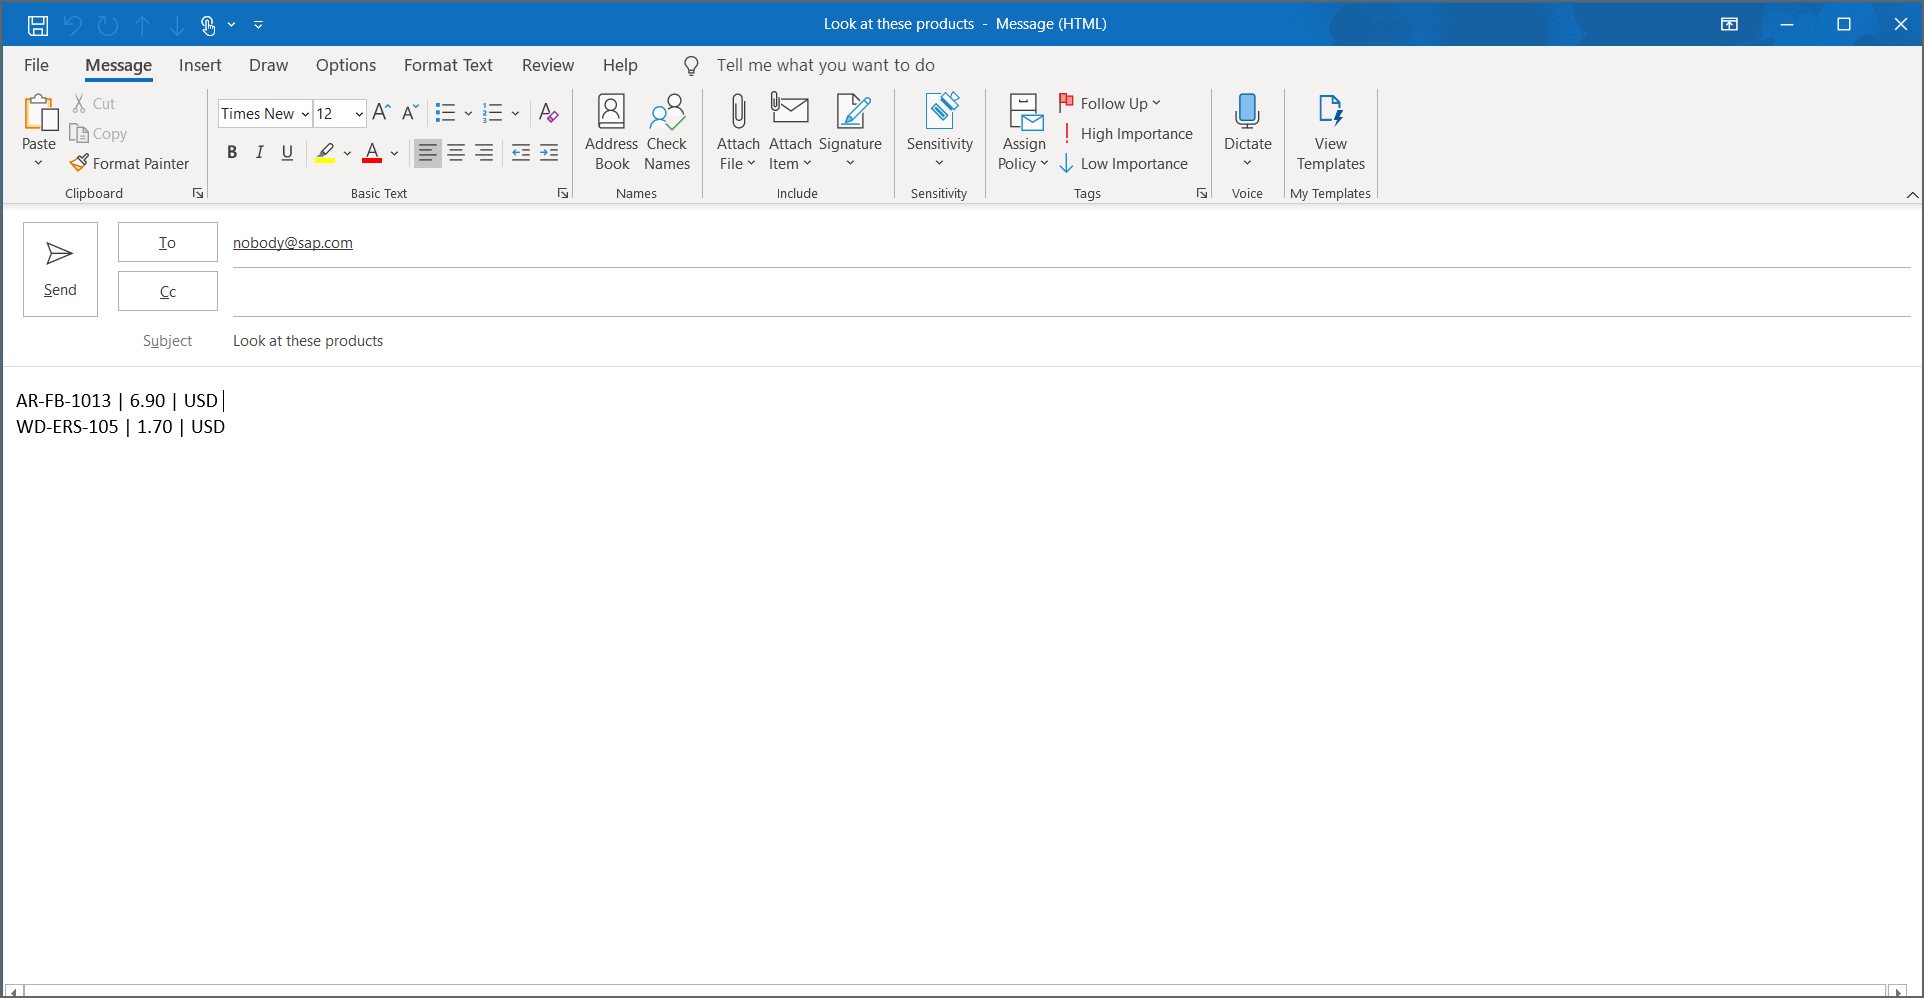 Look at these products - Message (HTML)
File Message Insert Draw Options Format Text Review Help Tell me what you want to do
Paste
Cut
Copy
Format Painter
Clipboard
Times New 12
B I U A
Basic Text
Address Book
Check Names
Names
Attach File
Attach Item
Signature
Include
Sensitivity
Sensitivity
Assign Policy
Follow Up
High Importance
Low Importance
Tags
Dictate
Voice
View Templates
My Templates
Send
To nobody@sap.com
Cc
Subject Look at these products
AR-FB-1013 | 6.90 | USD
WD-ERS-105 | 1.70 | USD